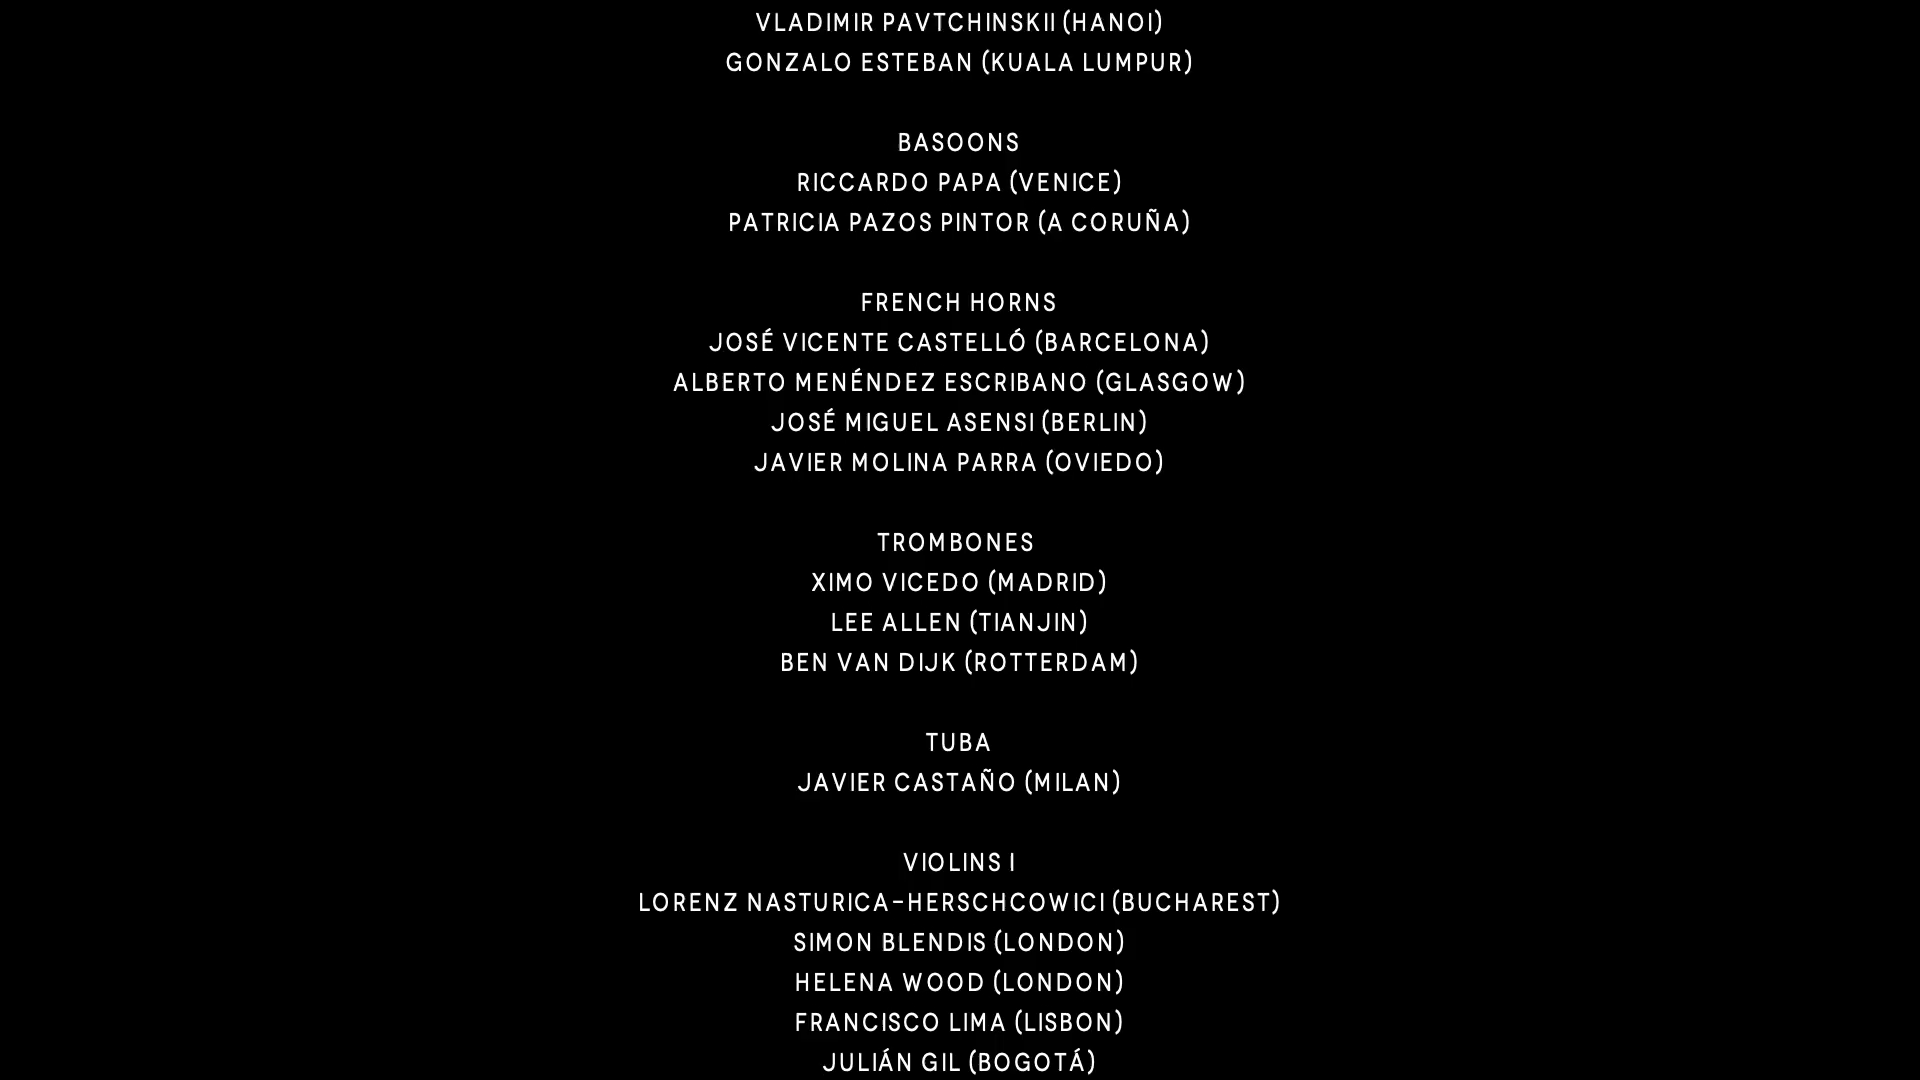 VLADIMIR PAVTCHINSKII (HANOI)
GONZALO ESTEBAN (KUALA LUMPUR)
BASOONS
RICCARDO PAPA (VENICE)
PATRICIA PAZOS PINTOR (A CORUÑA)
FRENCH HORNS
JOSÉ VICENTE CASTELLÓ (BARCELONA)
ALBERTO MENÉNDEZ ESCRIBANO (GLASGOW)
JOSÉ MIGUEL ASENSI (BERLIN)
JAVIER MOLINA PARRA (OVIEDO)
TROMBONES
XIMO VICEDO (MADRID)
LEE ALLEN (TIANJIN)
BEN VAN DIJK (ROTTERDAM)
TUBA
JAVIER CASTAÑO (MILAN)
VIOLINS I
LORENZ NASTURICA-HERSCHCOWICI (BUCHAREST)
SIMON BLENDIS (LONDON)
HELENA WOOD (LONDON)
FRANCISCO LIMA (LISBON)
JULIÁN GIL (BOGOTÁ)